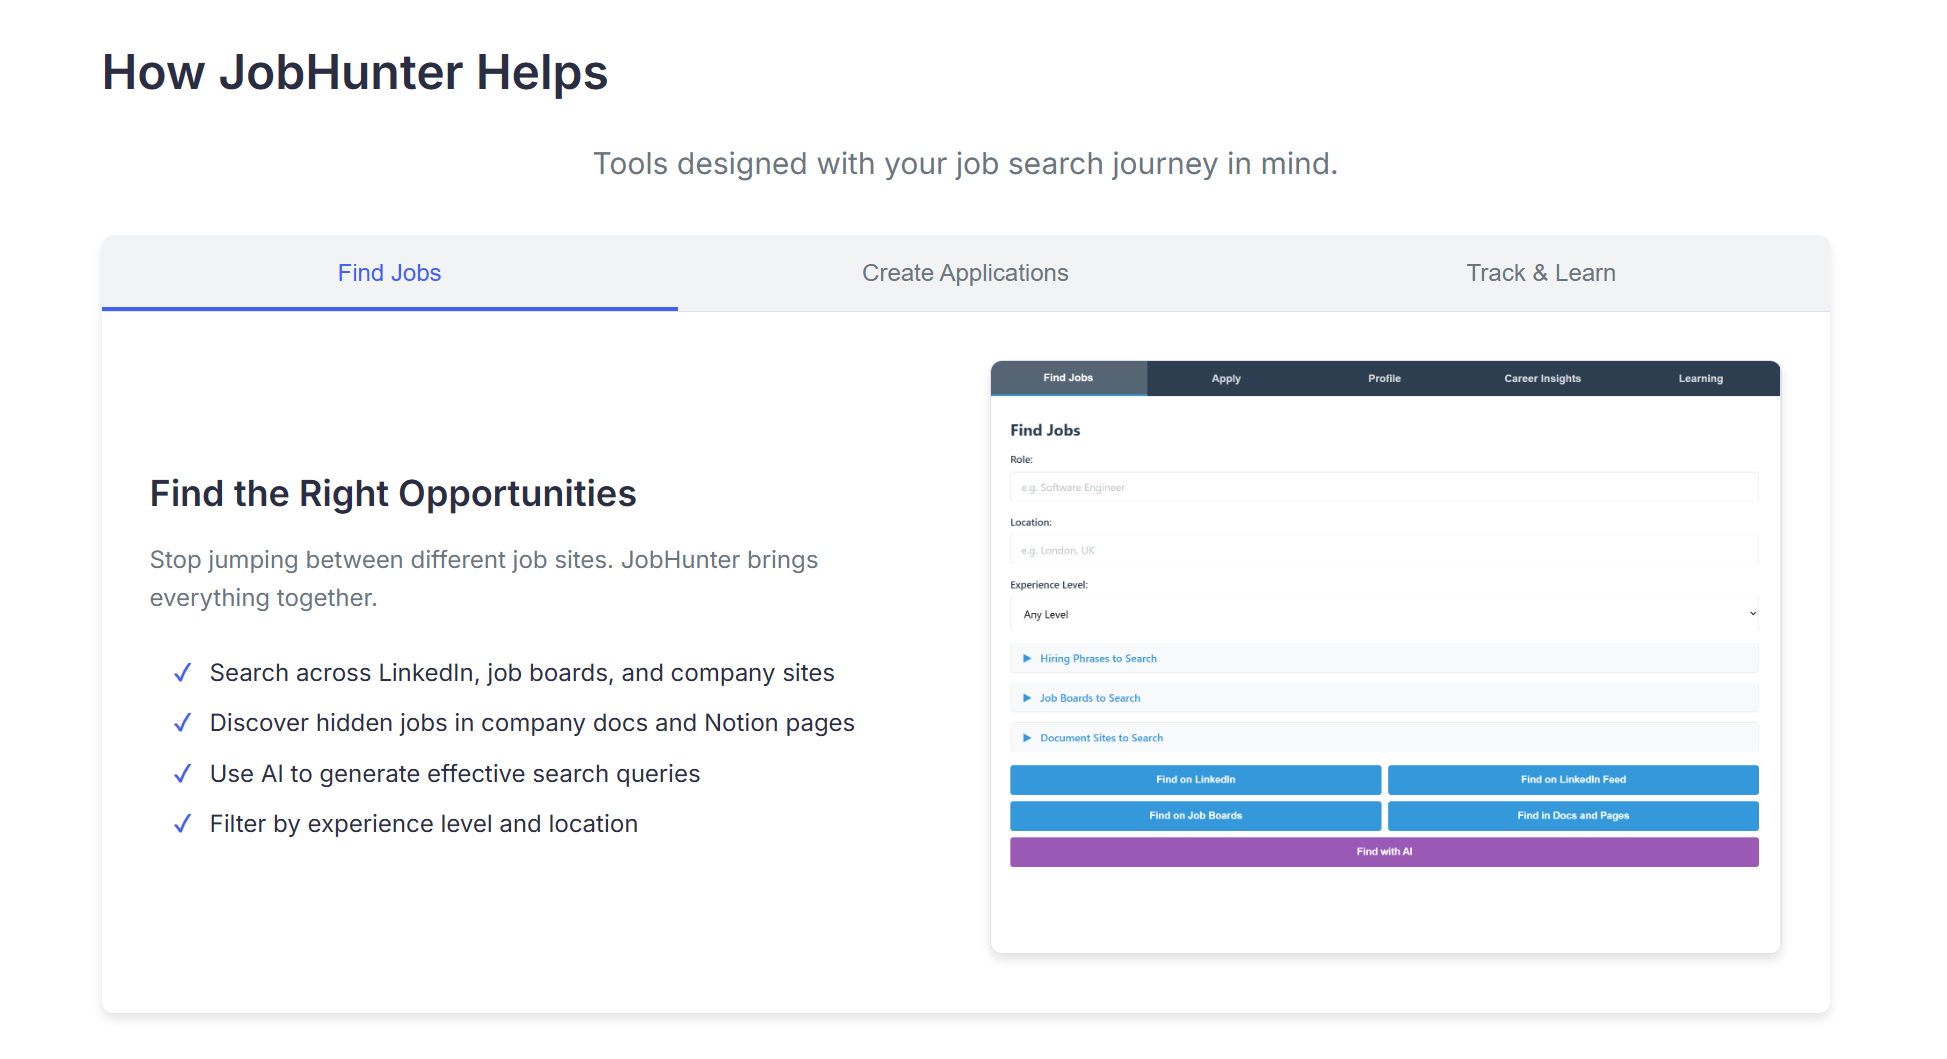 How JobHunter Helps
Tools designed with your job search journey in mind.
Find Jobs
Create Applications
Track & Learn
Find the Right Opportunities
Stop jumping between different job sites. JobHunter brings
everything together.
✓ Search across LinkedIn, job boards, and company sites
✓ Discover hidden jobs in company docs and Notion pages
✓ Use AI to generate effective search queries
✓ Filter by experience level and location
Find Jobs
Apply
Profile
Career Insights
Learning
Find Jobs
Role:
e.g. Software Engineer
Location:
e.g. London, UK
Experience Level:
Any Level
Hiring Phrases to Search
Job Boards to Search
Document Sites to Search
Find on LinkedIn
Find on LinkedIn Feed
Find on Job Boards
Find in Docs and Pages
Find with AI